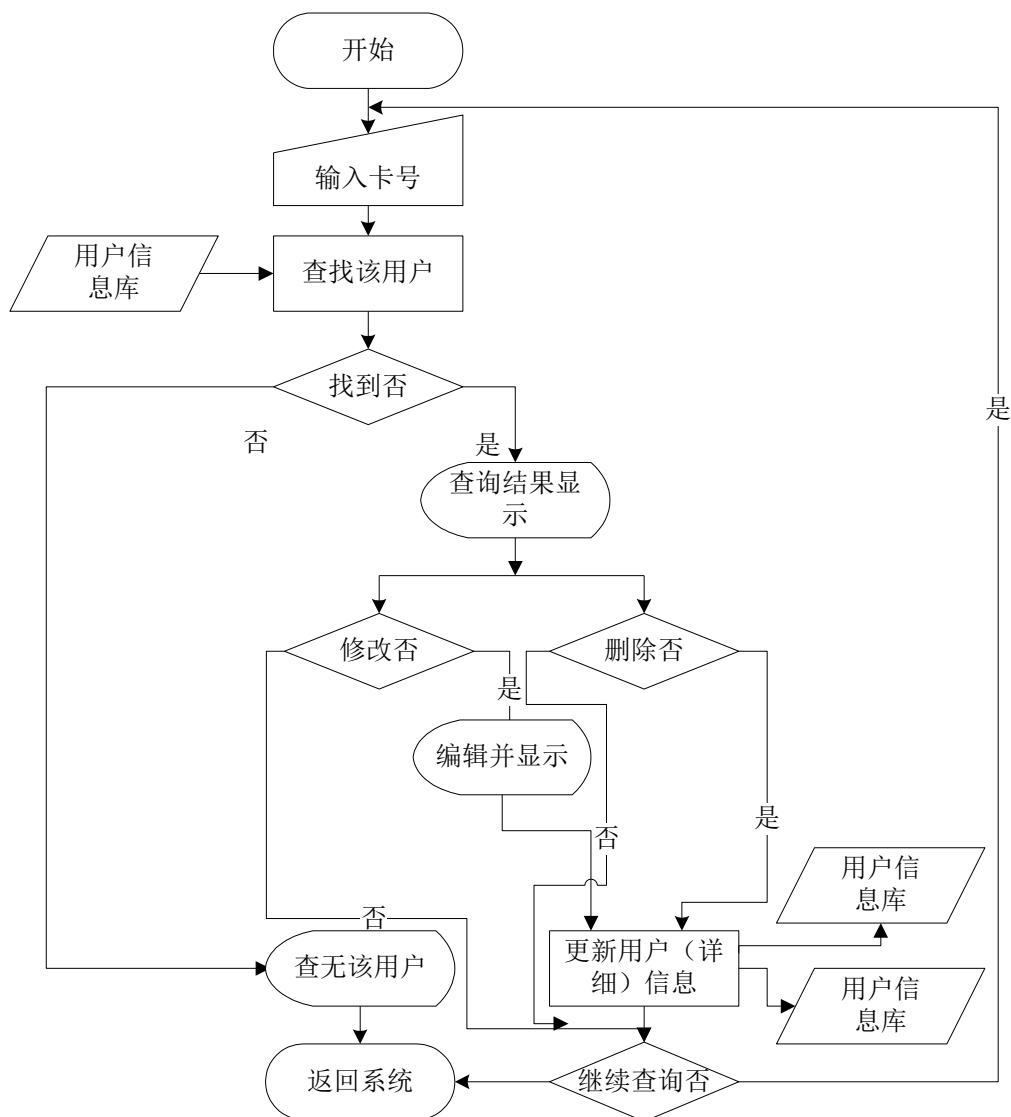 开始
输入卡号
用户信
息库
查找该用户
找到否
否
是
是
查询结果显
示
修改否
删除否
是
编辑并显示
否
是
用户信
息库
否
更新用户（详
细）信息
查无该用户
用户信
息库
返回系统
继续查询否